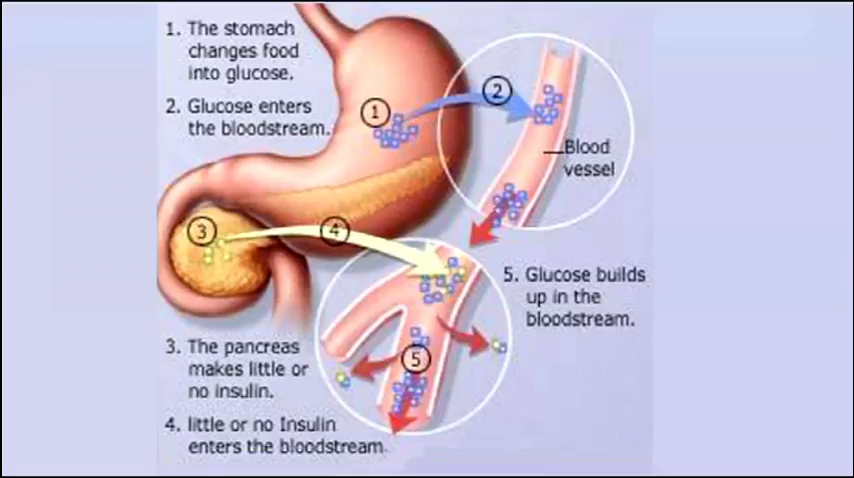 1. The stomach
changes food
into glucose.
2. Glucose enters
the bloodstream.
1
2
Blood
vessel
3
4
5. Glucose builds
up in the
bloodstream.
5
3. The pancreas
makes little or
no insulin.
4. little or no Insulin
enters the bloodstream.